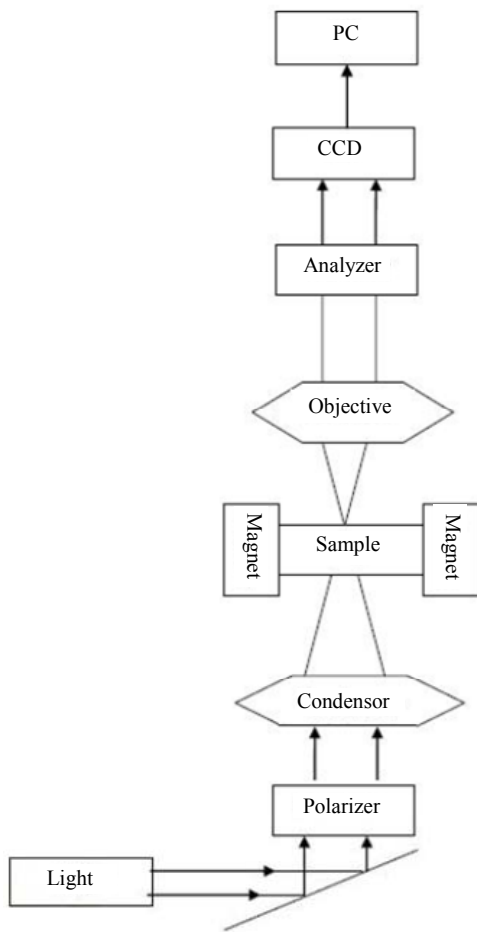 PC
CCD
Analyzer
Objective
Magnet
Sample
Magnet
Condensor
Polarizer
Light